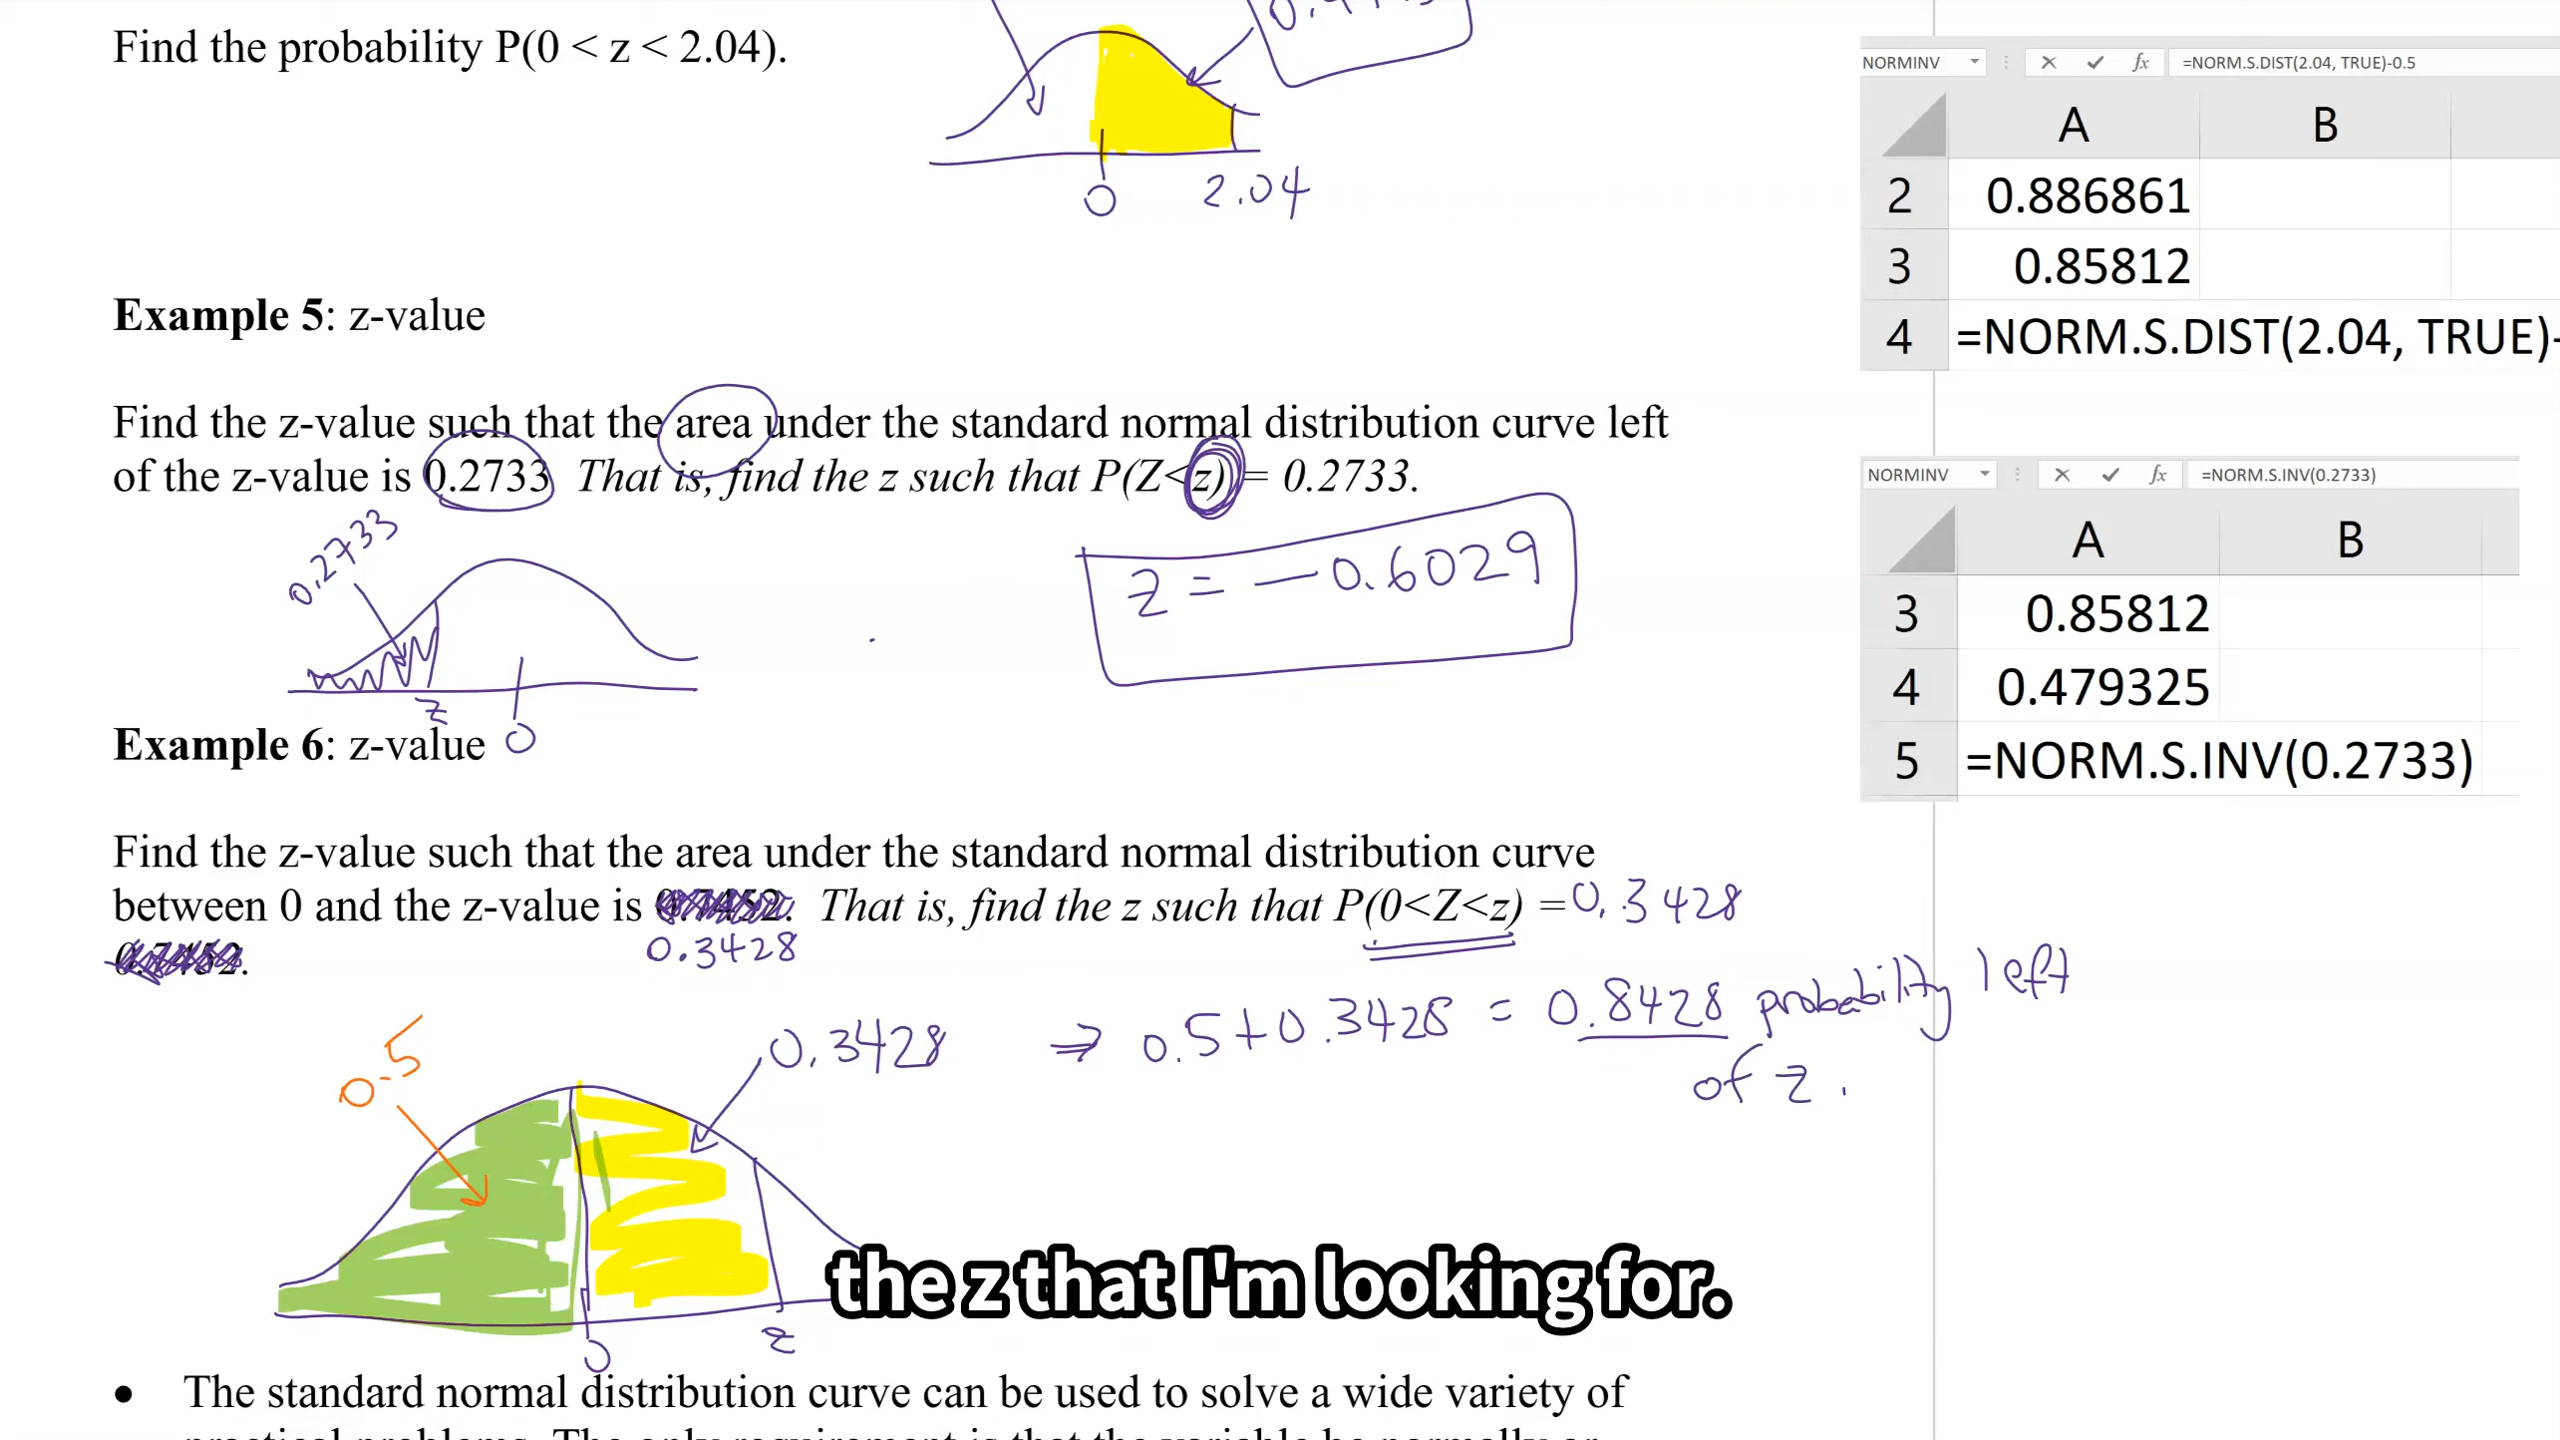 Find the probability P(0 < z < 2.04).
0
2.04
NORMINV =NORM.S.DIST(2.04, TRUE)-0.5
A B
2 0.886861
3 0.85812
4 =NORM.S.DIST(2.04, TRUE)-
Example 5: z-value
Find the z-value such that the area under the standard normal distribution curve left
of the z-value is 0.2733 That is, find the z such that P(Z<z) = 0.2733.
0.2733
z
0
z = -0.6029
NORMINV =NORM.S.INV(0.2733)
A B
3 0.85812
4 0.479325
5 =NORM.S.INV(0.2733)
Example 6: z-value
Find the z-value such that the area under the standard normal distribution curve
between 0 and the z-value is 0.7452. That is, find the z such that P(0<Z<z) = 0.3428
0.7452.
0.3428
0.5
0.3428 ⇒ 0.5+0.3428 = 0.8428 probability left
of z.
0
z
the z that I'm looking for.
• The standard normal distribution curve can be used to solve a wide variety of